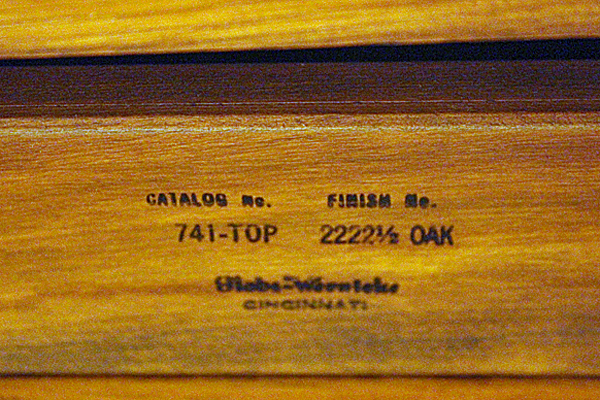 CATALOG No. FINISH No.
741-TOP 2222½ OAK
Globe-Wernicke
CINCINNATI